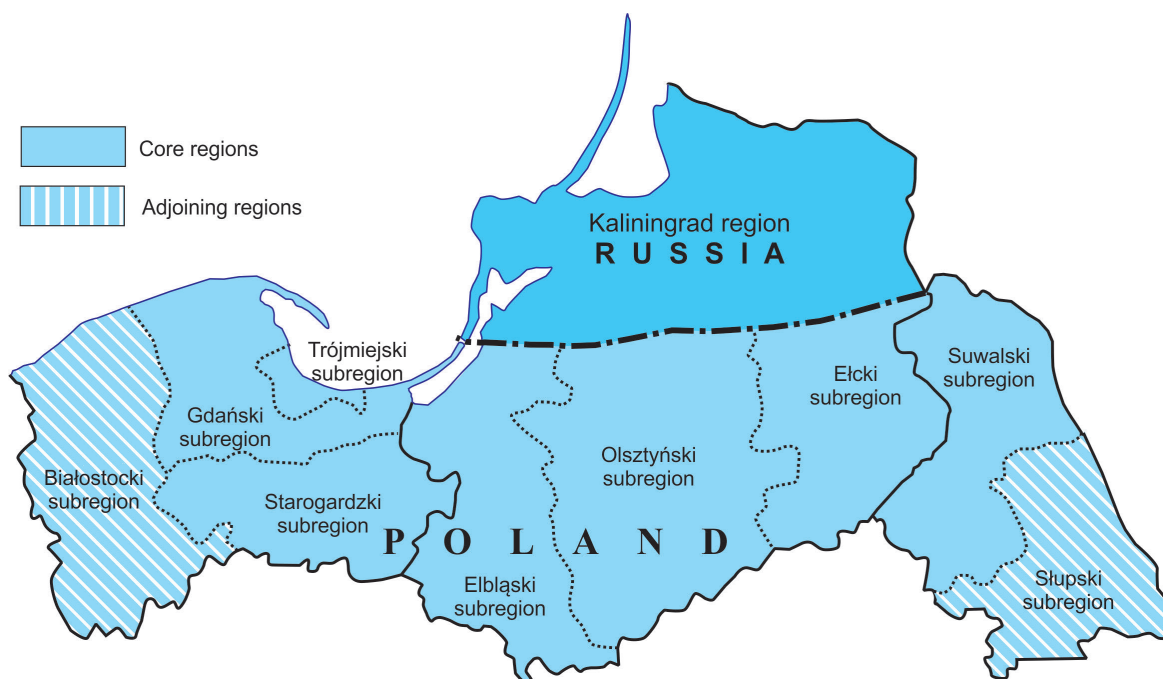 Core regions
Adjoining regions
Kaliningrad region
RUSSIA
Trójmiejski
subregion
Suwalski
subregion
Ełcki
subregion
Gdański
subregion
Olsztyński
subregion
Białostocki
subregion
Starogardzki
subregion
POLAND
Elbląski
subregion
Słupski
subregion